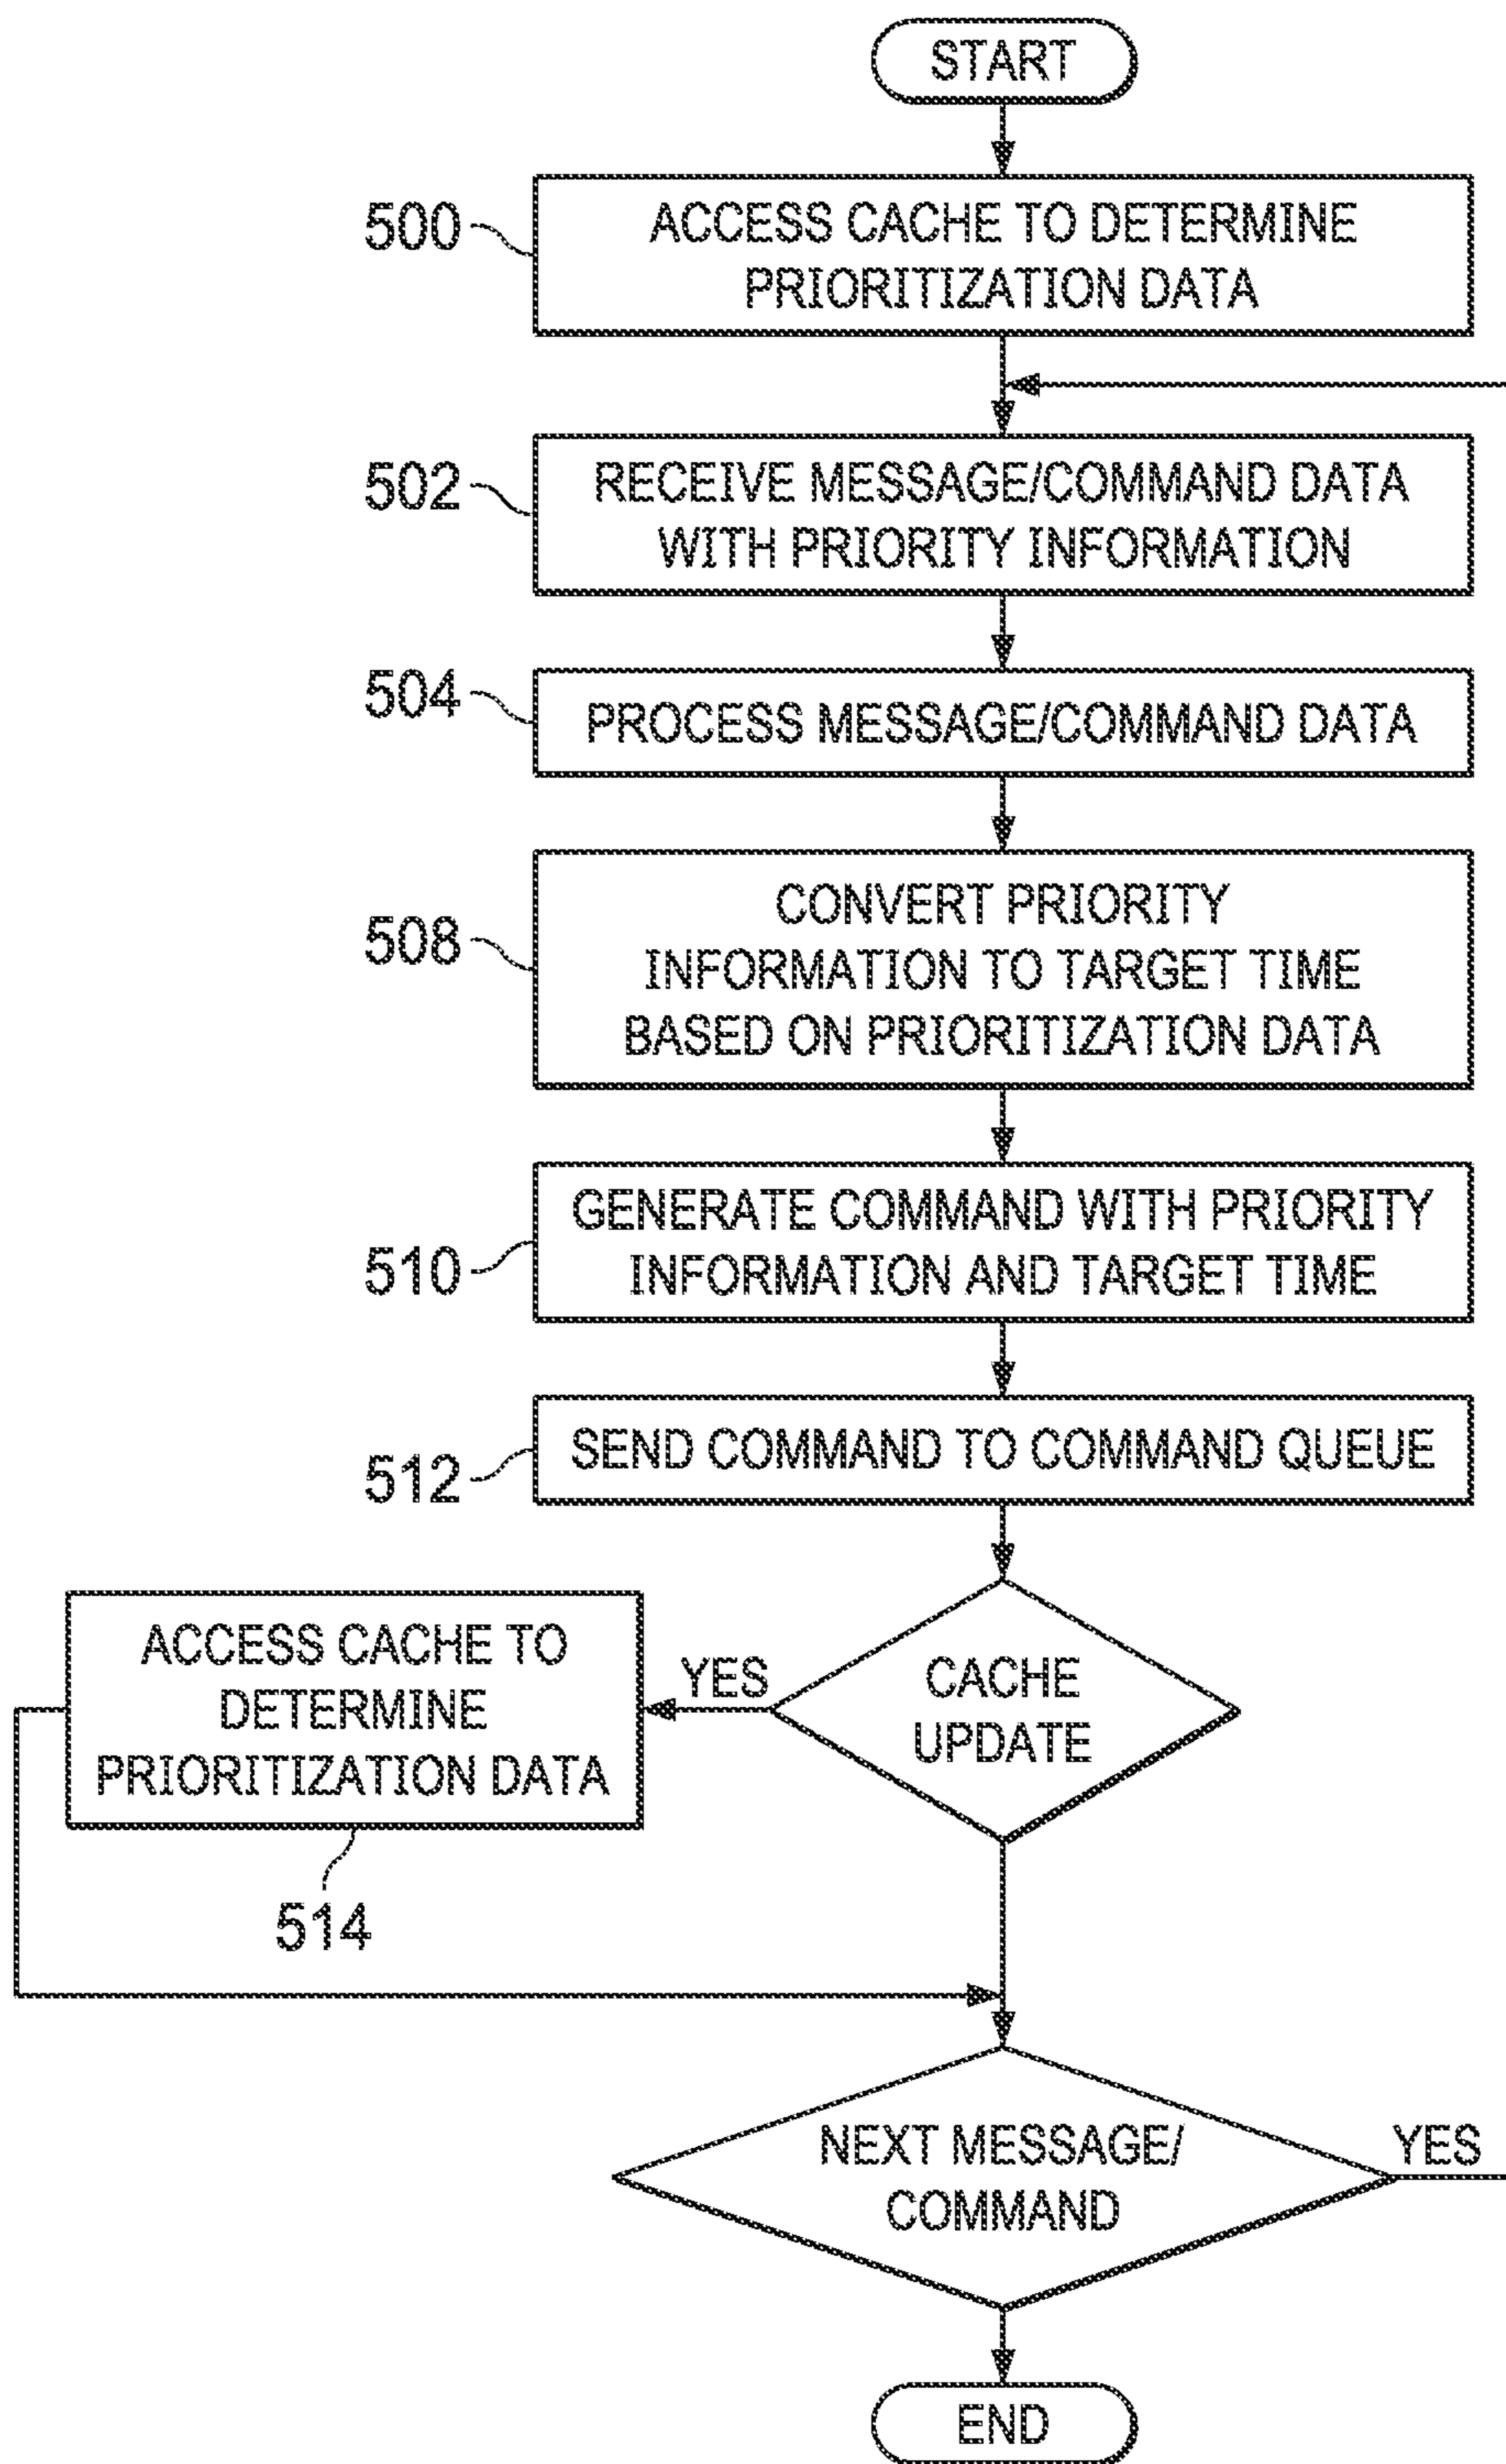 START
500
ACCESS CACHE TO DETERMINE
PRIORITIZATION DATA
502
RECEIVE MESSAGE/COMMAND DATA
WITH PRIORITY INFORMATION
504
PROCESS MESSAGE/COMMAND DATA
508
CONVERT PRIORITY
INFORMATION TO TARGET TIME
BASED ON PRIORITIZATION DATA
510
GENERATE COMMAND WITH PRIORITY
INFORMATION AND TARGET TIME
512
SEND COMMAND TO COMMAND QUEUE
CACHE
UPDATE
YES
ACCESS CACHE TO
DETERMINE
PRIORITIZATION DATA
514
NEXT MESSAGE/
COMMAND
YES
END